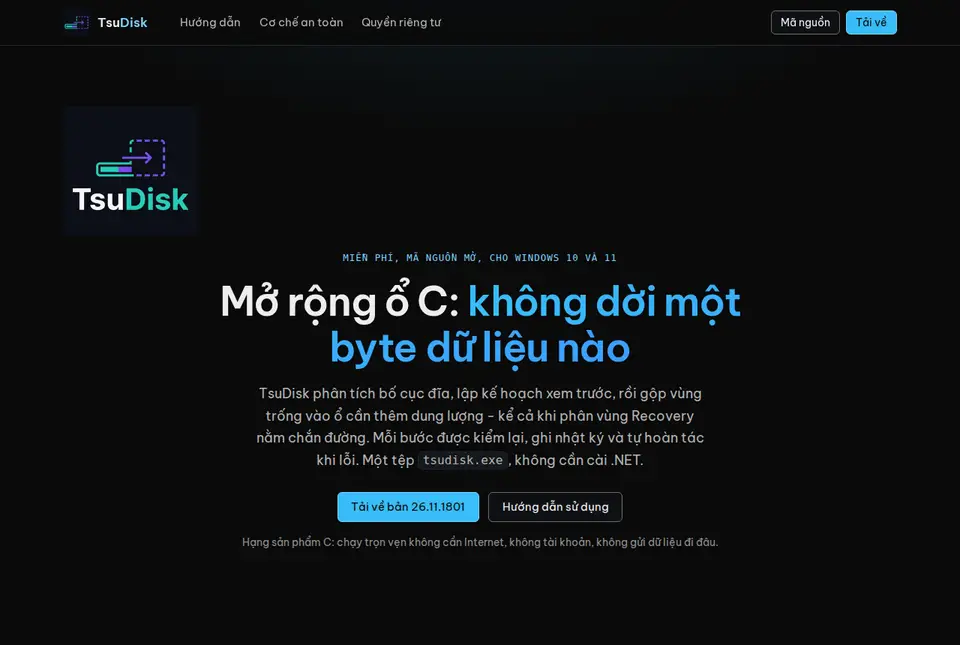 TsuDisk
Hướng dẫn
Cơ chế an toàn
Quyền riêng tư
Mã nguồn
Tải về
TsuDisk
MIỄN PHÍ, MÃ NGUỒN MỞ, CHO WINDOWS 10 VÀ 11
Mở rộng ổ C: không dời một
byte dữ liệu nào
TsuDisk phân tích bố cục đĩa, lập kế hoạch xem trước, rồi gộp vùng
trống vào ổ cần thêm dung lượng - kể cả khi phân vùng Recovery
nằm chắn đường. Mỗi bước được kiểm lại, ghi nhật ký và tự hoàn tác
khi lỗi. Một tệp tsudisk.exe, không cần cài .NET.
Tải về bản 26.11.1801
Hướng dẫn sử dụng
Hạng sản phẩm C: chạy trọn vẹn không cần Internet, không tài khoản, không gửi dữ liệu đi đâu.